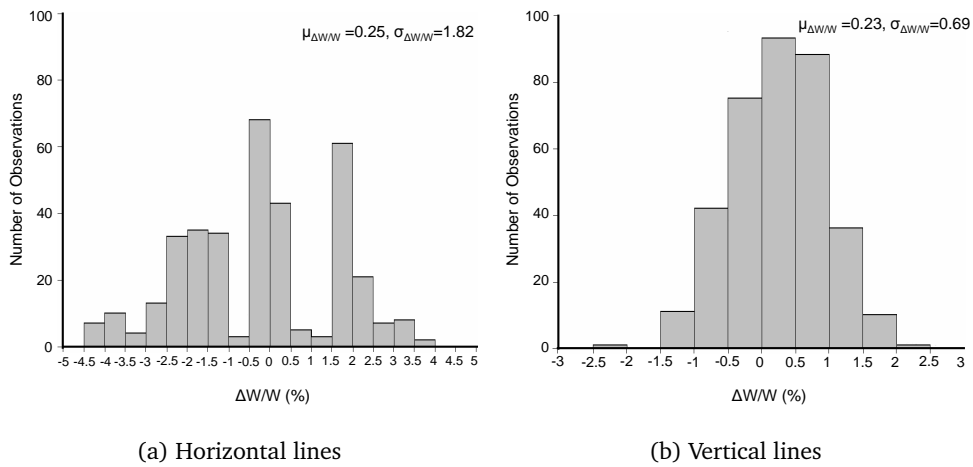 100
80
60
40
20
0
Number of Observations
μΔW/W =0.25, σΔW/W=1.82
-5 -4.5 -4 -3.5 -3 -2.5 -2 -1.5 -1 -0.5 0 0.5 1 1.5 2 2.5 3 3.5 4 4.5 5
ΔW/W (%)
(a) Horizontal lines
100
80
60
40
20
0
Number of Observations
μΔW/W =0.23, σΔW/W=0.69
-3 -2.5 -2 -1.5 -1 -0.5 0 0.5 1 1.5 2 2.5 3
ΔW/W (%)
(b) Vertical lines